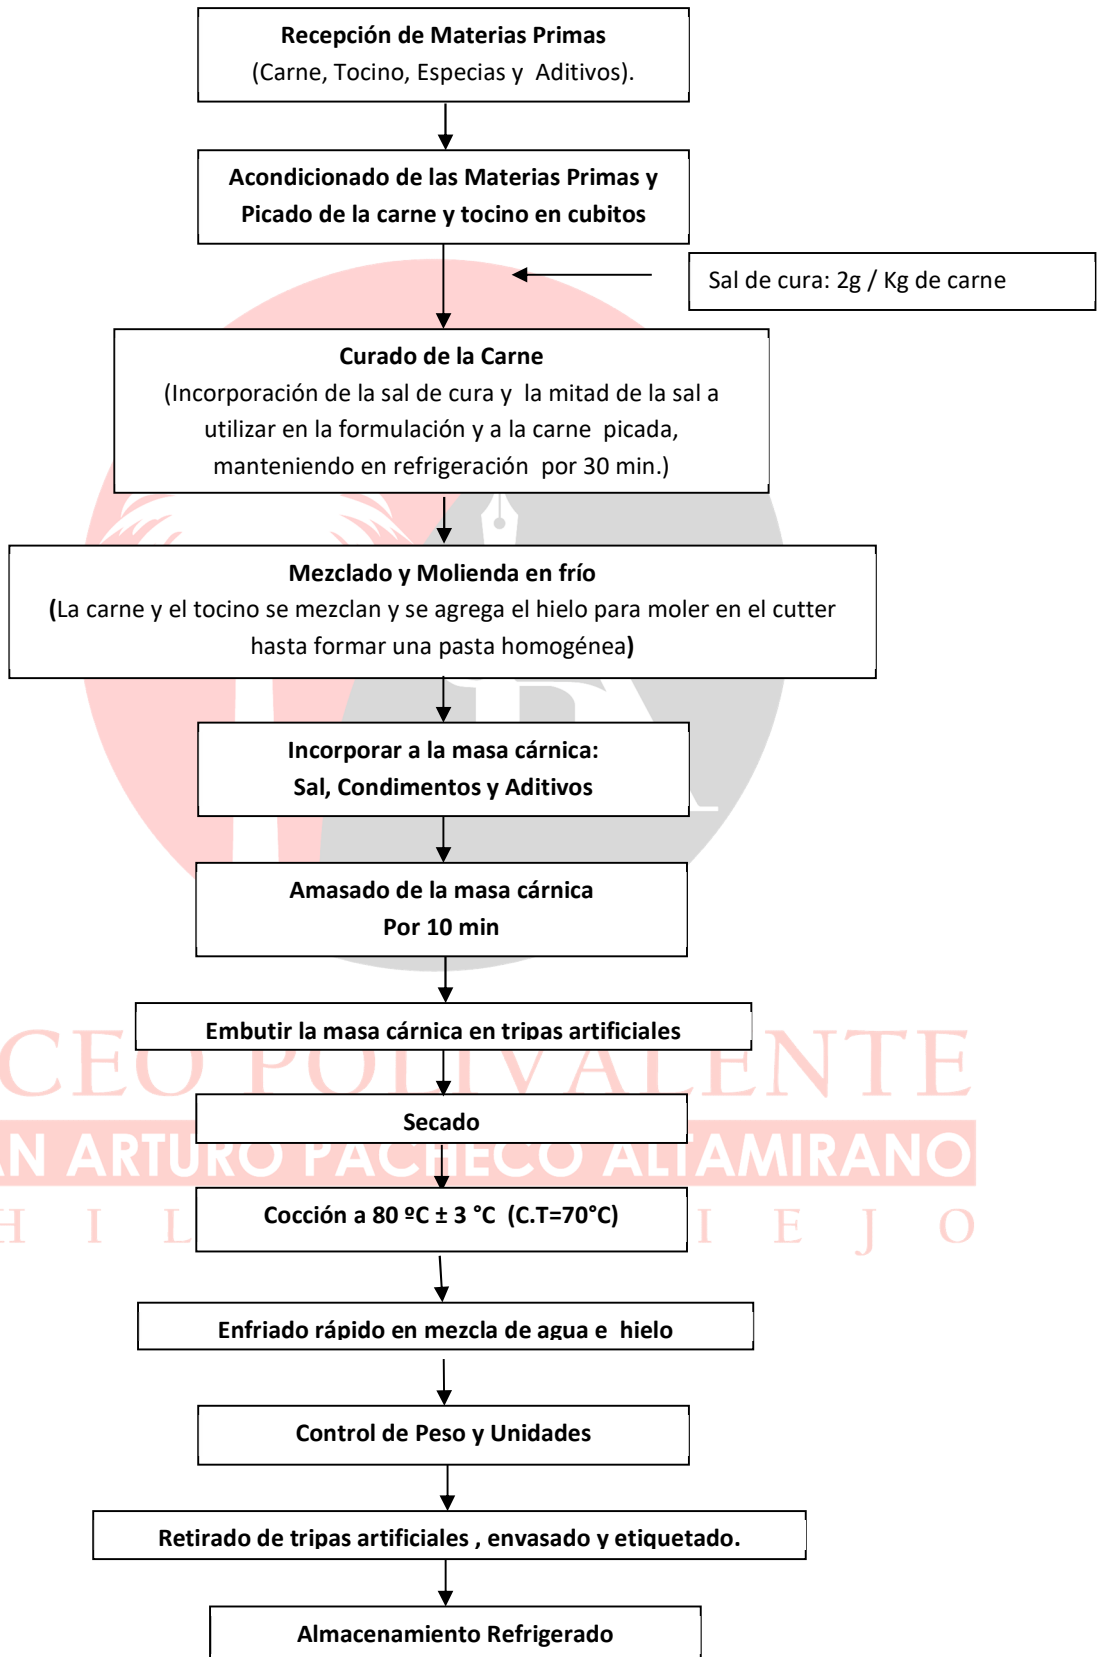 Recepción de Materias Primas
(Carne, Tocino, Especias y Aditivos).
Acondicionado de las Materias Primas y
Picado de la carne y tocino en cubitos
Sal de cura: 2g / Kg de carne
Curado de la Carne
(Incorporación de la sal de cura y la mitad de la sal a
utilizar en la formulación y a la carne picada,
manteniendo en refrigeración por 30 min.)
Mezclado y Molienda en frío
(La carne y el tocino se mezclan y se agrega el hielo para moler en el cutter
hasta formar una pasta homogénea)
Incorporar a la masa cárnica:
Sal, Condimentos y Aditivos
Amasado de la masa cárnica
Por 10 min
Embutir la masa cárnica en tripas artificiales
CEO POLIVALENTE
Secado
AN ARTURO PACHECO ALTAMIRANO
Cocción a 80 ºC ± 3 °C (C.T=70°C)
H I L I E J O
Enfriado rápido en mezcla de agua e hielo
Control de Peso y Unidades
Retirado de tripas artificiales , envasado y etiquetado.
Almacenamiento Refrigerado